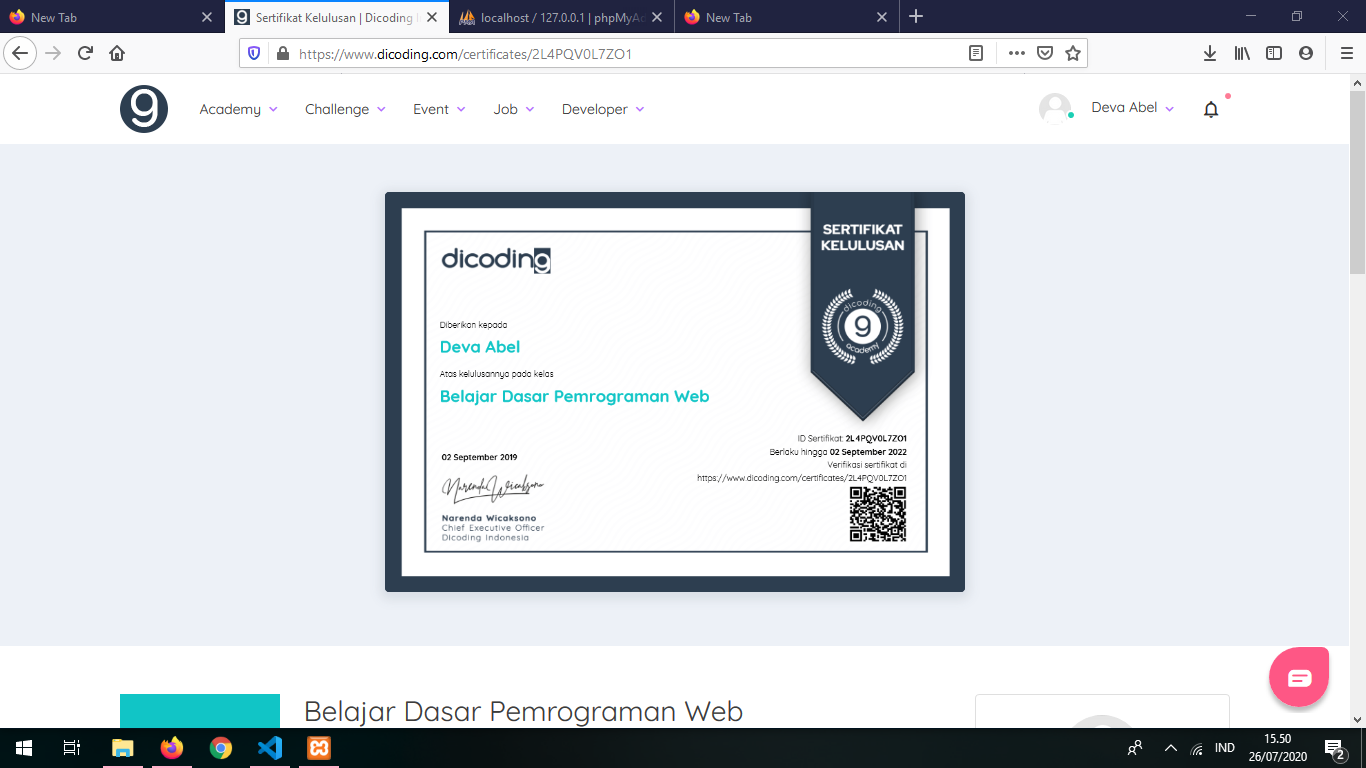 New Tab
Sertifikat Kelulusan | Dicoding
localhost / 127.0.0.1 | phpMyAd
New Tab
https://www.dicoding.com/certificates/2L4PQV0L7ZO1
Academy
Challenge
Event
Job
Developer
Deva Abel
dicoding
SERTIFIKAT
KELULUSAN
dicoding
academy
Diberikan kepada
Deva Abel
Atas kelulusannya pada kelas
Belajar Dasar Pemrograman Web
ID Sertifikat: 2L4PQV0L7ZO1
Berlaku hingga 02 September 2022
Verifikasi sertifikat di
https://www.dicoding.com/certificates/2L4PQV0L7ZO1
02 September 2019
Narenda Wicaksono
Narenda Wicaksono
Chief Executive Officer
Dicoding Indonesia
Belajar Dasar Pemrograman Web
IND
15.50
26/07/2020
2